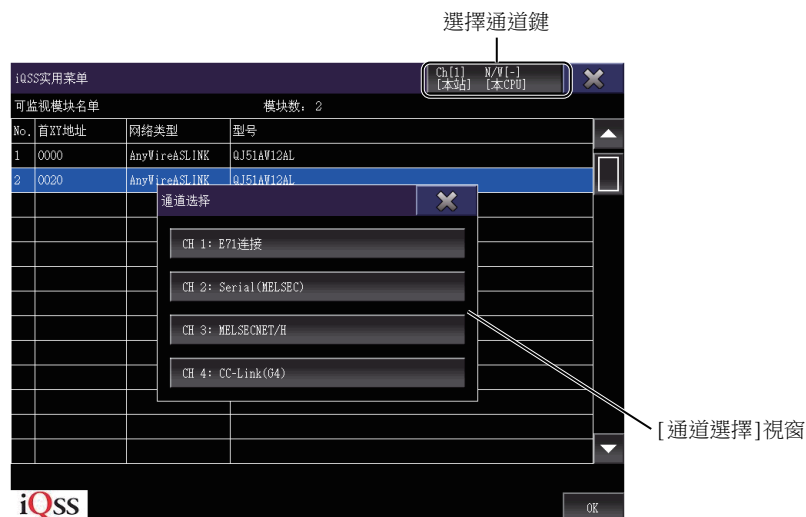 選擇通道鍵
iQSS实用菜单
Ch[1] N/W[-]
[本站] [本CPU]
可监视模块名单 模块数: 2
No. 首XY地址 网络类型 型号
1 0000 AnyWireASLINK QJ51AW12AL
2 0020 AnyWireASLINK QJ51AW12AL
通道选择
CH 1: E71连接
CH 2: Serial(MELSEC)
CH 3: MELSECNET/H
CH 4: CC-Link(G4)
[通道選擇]視窗
iQss
OK